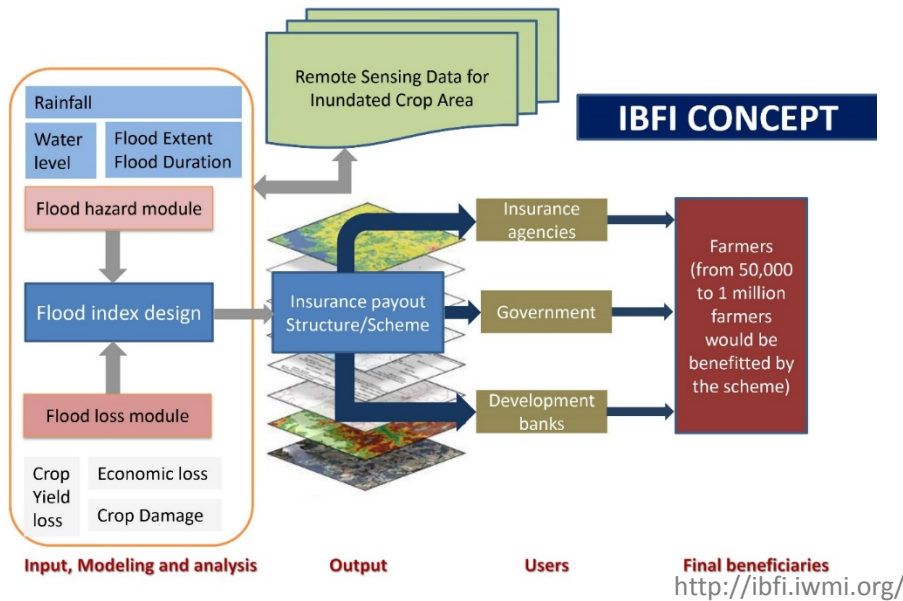 Remote Sensing Data for
Inundated Crop Area
IBFI CONCEPT
Rainfall
Water
level
Flood Extent
Flood Duration
Flood hazard module
Flood index design
Flood loss module
Crop
Yield
loss
Economic loss
Crop Damage
Insurance payout
Structure/Scheme
Insurance
agencies
Government
Development
banks
Farmers
(from 50,000
to 1 million
farmers
would be
benefitted by
the scheme)
Input, Modeling and analysis
Output
Users
Final beneficiaries
http://ibfi.iwmi.org/